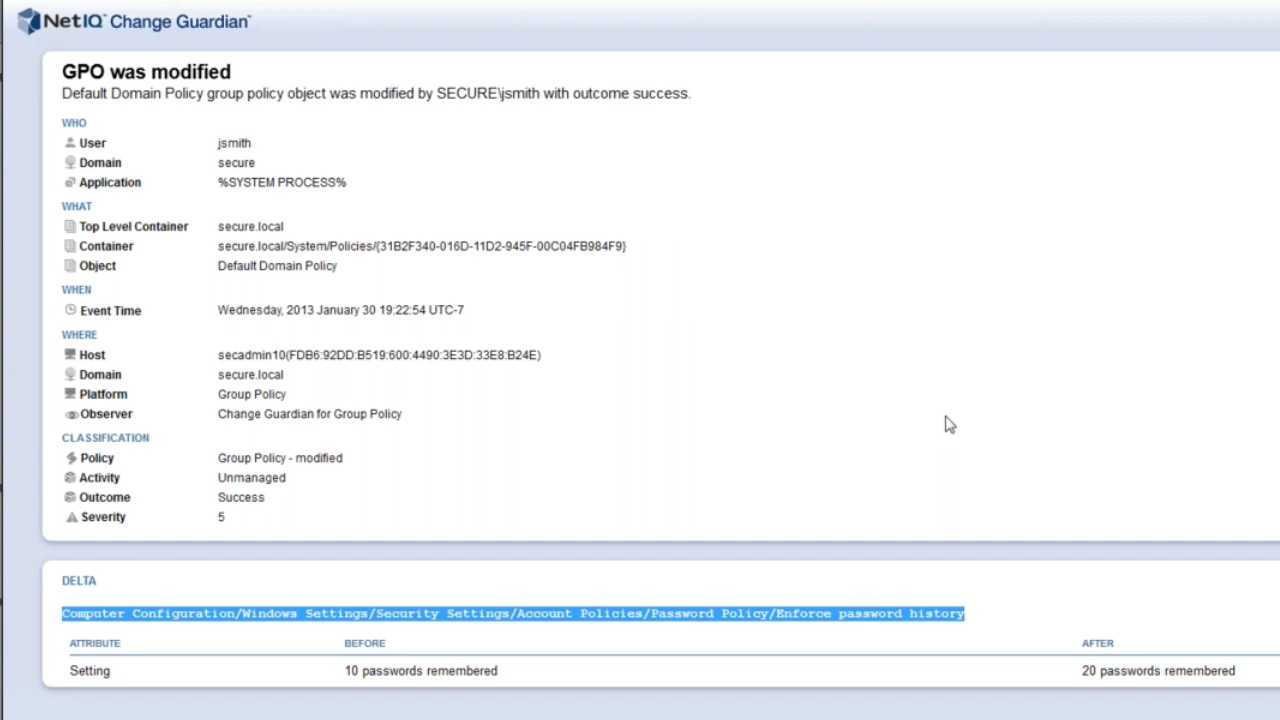 NetIQ™ Change Guardian™
GPO was modified
Default Domain Policy group policy object was modified by SECURE\jsmith with outcome success.
WHO
User jsmith
Domain secure
Application %SYSTEM PROCESS%
WHAT
Top Level Container secure.local
Container secure.local/System/Policies/{31B2F340-016D-11D2-945F-00C04FB984F9}
Object Default Domain Policy
WHEN
Event Time Wednesday, 2013 January 30 19:22:54 UTC-7
WHERE
Host secadmin10(FDB6:92DD:B519:600:4490:3E3D:33E8:B24E)
Domain secure.local
Platform Group Policy
Observer Change Guardian for Group Policy
CLASSIFICATION
Policy Group Policy - modified
Activity Unmanaged
Outcome Success
Severity 5
DELTA
Computer Configuration/Windows Settings/Security Settings/Account Policies/Password Policy/Enforce password history
ATTRIBUTE BEFORE AFTER
Setting 10 passwords remembered 20 passwords remembered